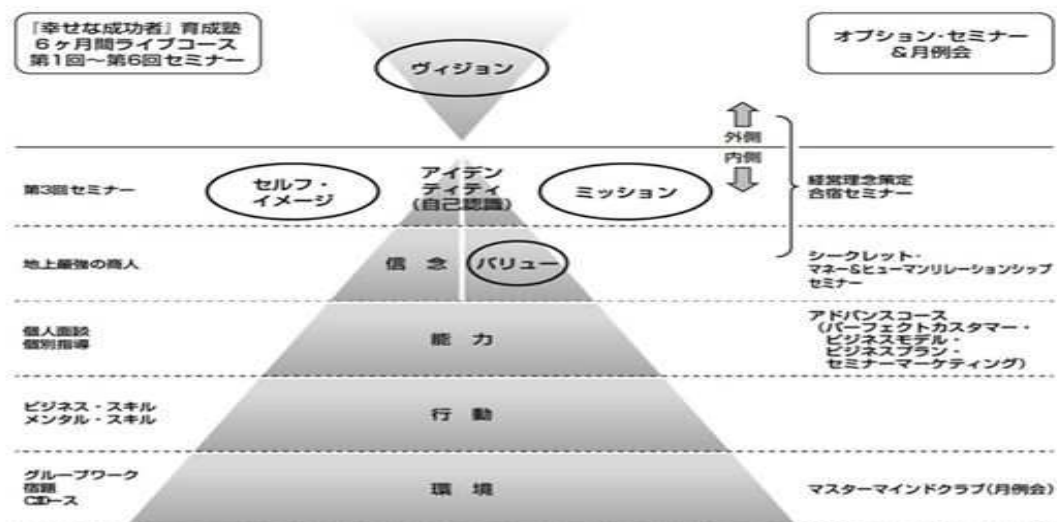 『幸せな成功者』育成塾
６ヶ月間ライブコース
第1回〜第6回セミナー
ヴィジョン
オプション・セミナー
＆月例会
外側
内側
第3回セミナー
セルフ・
イメージ
アイデン
ティティ
(自己認識)
ミッション
経営理念策定
合宿セミナー
地上最強の商人
信念
バリュー
シークレット・
マネー&ヒューマンリレーションシップ
セミナー
個人面談
個別指導
能力
アドバンスコース
(パーフェクトカスタマー・
ビジネスモデル・
ビジネスプラン・
セミナーマーケティング)
ビジネス・スキル
メンタル・スキル
行動
グループワーク
宿題
環境
マスターマインドクラブ(月例会)